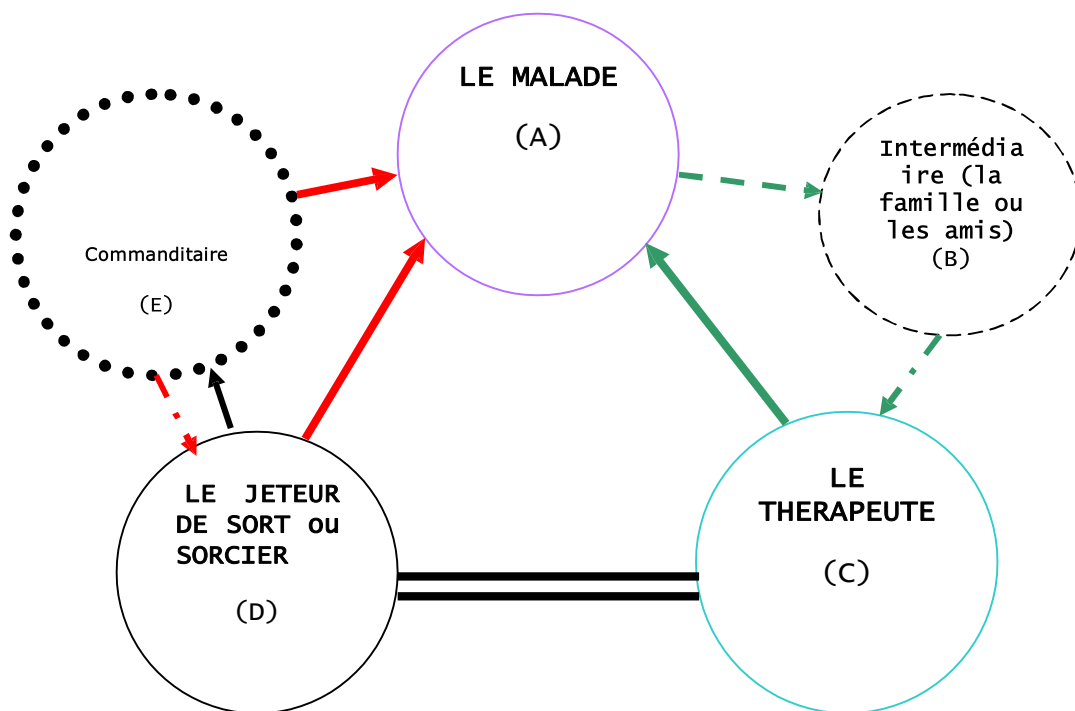 LE MALADE
(A)
Intermédia
ire (la
famille ou
les amis)
(B)
Commanditaire
(E)
LE JETEUR
DE SORT ou
SORCIER
(D)
LE
THERAPEUTE
(C)